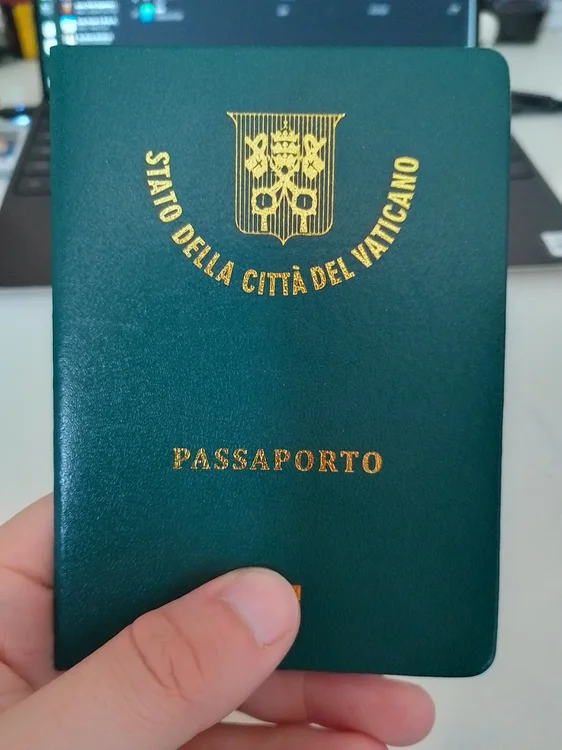 STATO DELLA CITTÀ DEL VATICANO
PASSAPORTO